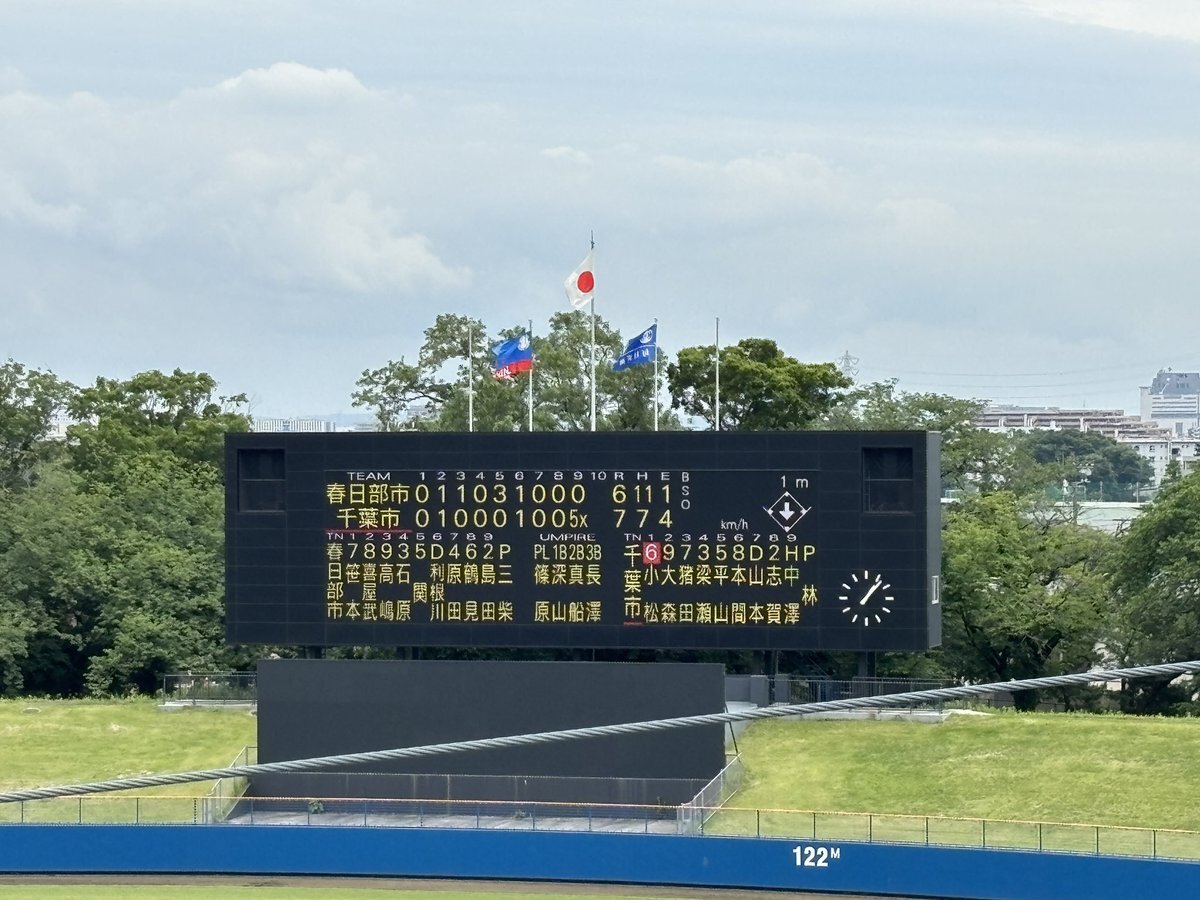 TEAM 1 2 3 4 5 6 7 8 9 10 R H E
春日部市 0 1 1 0 3 1 0 0 0 6 11 1
千葉市 0 1 0 0 0 1 0 0 5x 7 7 4
B
S
O
1 m
km/h
TN 1 2 3 4 5 6 7 8 9 UMPIRE TN 1 2 3 4 5 6 7 8 9
春 7 8 9 3 5 D 4 6 2 P PL 1B 2B 3B 千 6 9 7 3 5 8 D 2 H P
日 笹 喜 高 石 利 原 鶴 島 三 篠 深 真 長 葉 小 大 猪 梁 平 本 山 志 中
部 屋 関 根 林
市 本 武 嶋 原 川 田 見 田 柴 原 山 船 澤 市 松 森 田 瀬 山 間 本 賀 澤
122M